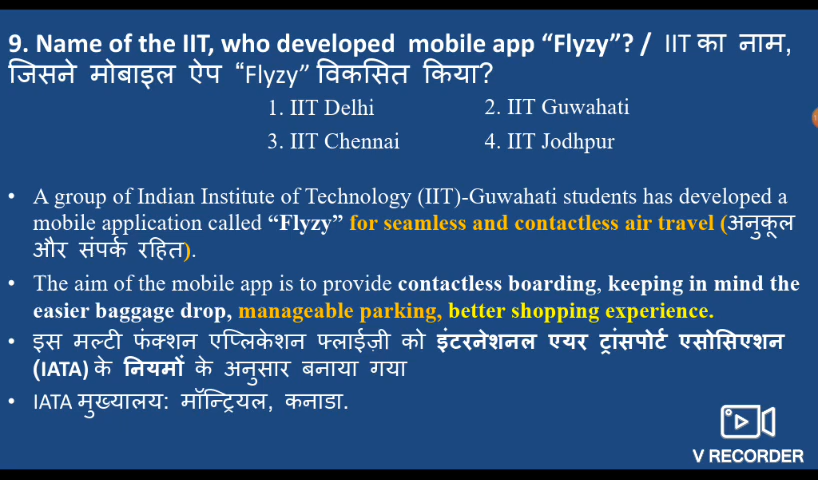 9. Name of the IIT, who developed mobile app “Flyzy”? / IIT का नाम,
जिसने मोबाइल ऐप “Flyzy” विकसित किया?
1. IIT Delhi 2. IIT Guwahati
3. IIT Chennai 4. IIT Jodhpur
• A group of Indian Institute of Technology (IIT)-Guwahati students has developed a
mobile application called “Flyzy” for seamless and contactless air travel (अनुकूल
और संपर्क रहित).
• The aim of the mobile app is to provide contactless boarding, keeping in mind the
easier baggage drop, manageable parking, better shopping experience.
• इस मल्टी फंक्शन एप्लिकेशन फ्लाईज़ी को इंटरनेशनल एयर ट्रांसपोर्ट एसोसिएशन
(IATA) के नियमों के अनुसार बनाया गया
• IATA मुख्यालय: मॉन्ट्रियल, कनाडा.
V RECORDER